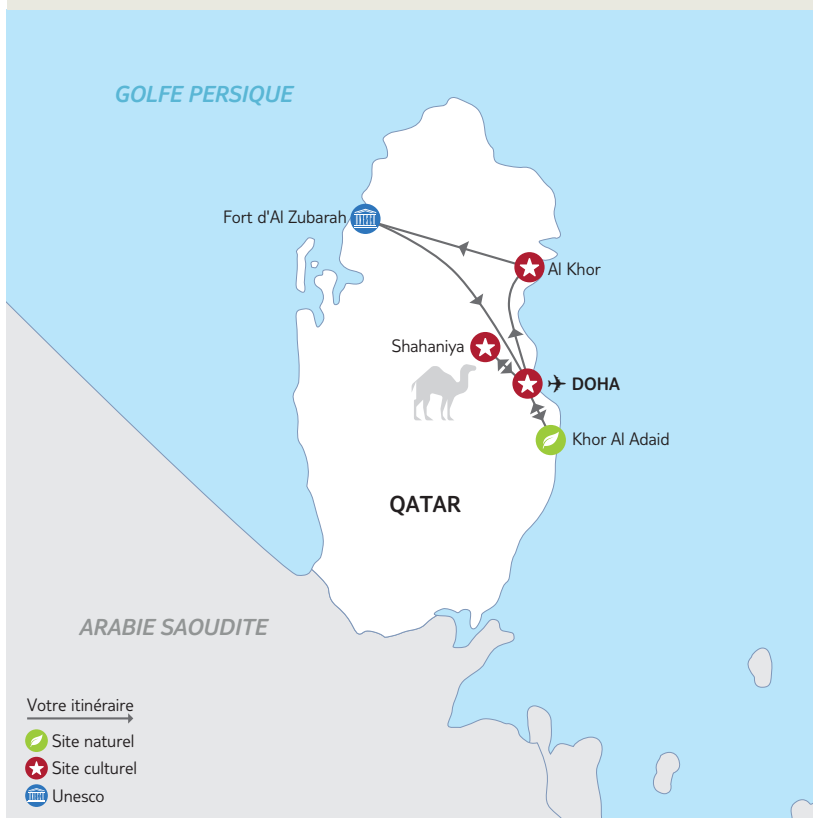 GOLFE PERSIQUE
Fort d'Al Zubarah
Al Khor
Shahaniya
DOHA
Khor Al Adaid
QATAR
ARABIE SAOUDITE
Votre itinéraire
Site naturel
Site culturel
Unesco